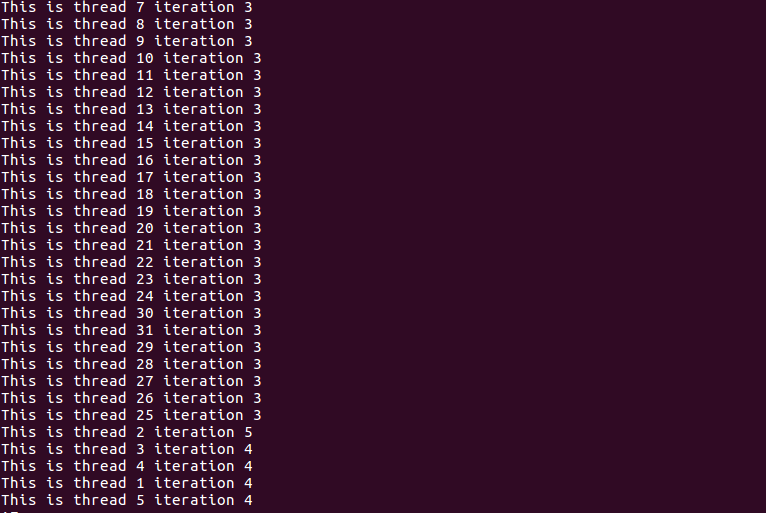 This is thread 7 iteration 3
This is thread 8 iteration 3
This is thread 9 iteration 3
This is thread 10 iteration 3
This is thread 11 iteration 3
This is thread 12 iteration 3
This is thread 13 iteration 3
This is thread 14 iteration 3
This is thread 15 iteration 3
This is thread 16 iteration 3
This is thread 17 iteration 3
This is thread 18 iteration 3
This is thread 19 iteration 3
This is thread 20 iteration 3
This is thread 21 iteration 3
This is thread 22 iteration 3
This is thread 23 iteration 3
This is thread 24 iteration 3
This is thread 30 iteration 3
This is thread 31 iteration 3
This is thread 29 iteration 3
This is thread 28 iteration 3
This is thread 27 iteration 3
This is thread 26 iteration 3
This is thread 25 iteration 3
This is thread 2 iteration 5
This is thread 3 iteration 4
This is thread 4 iteration 4
This is thread 1 iteration 4
This is thread 5 iteration 4